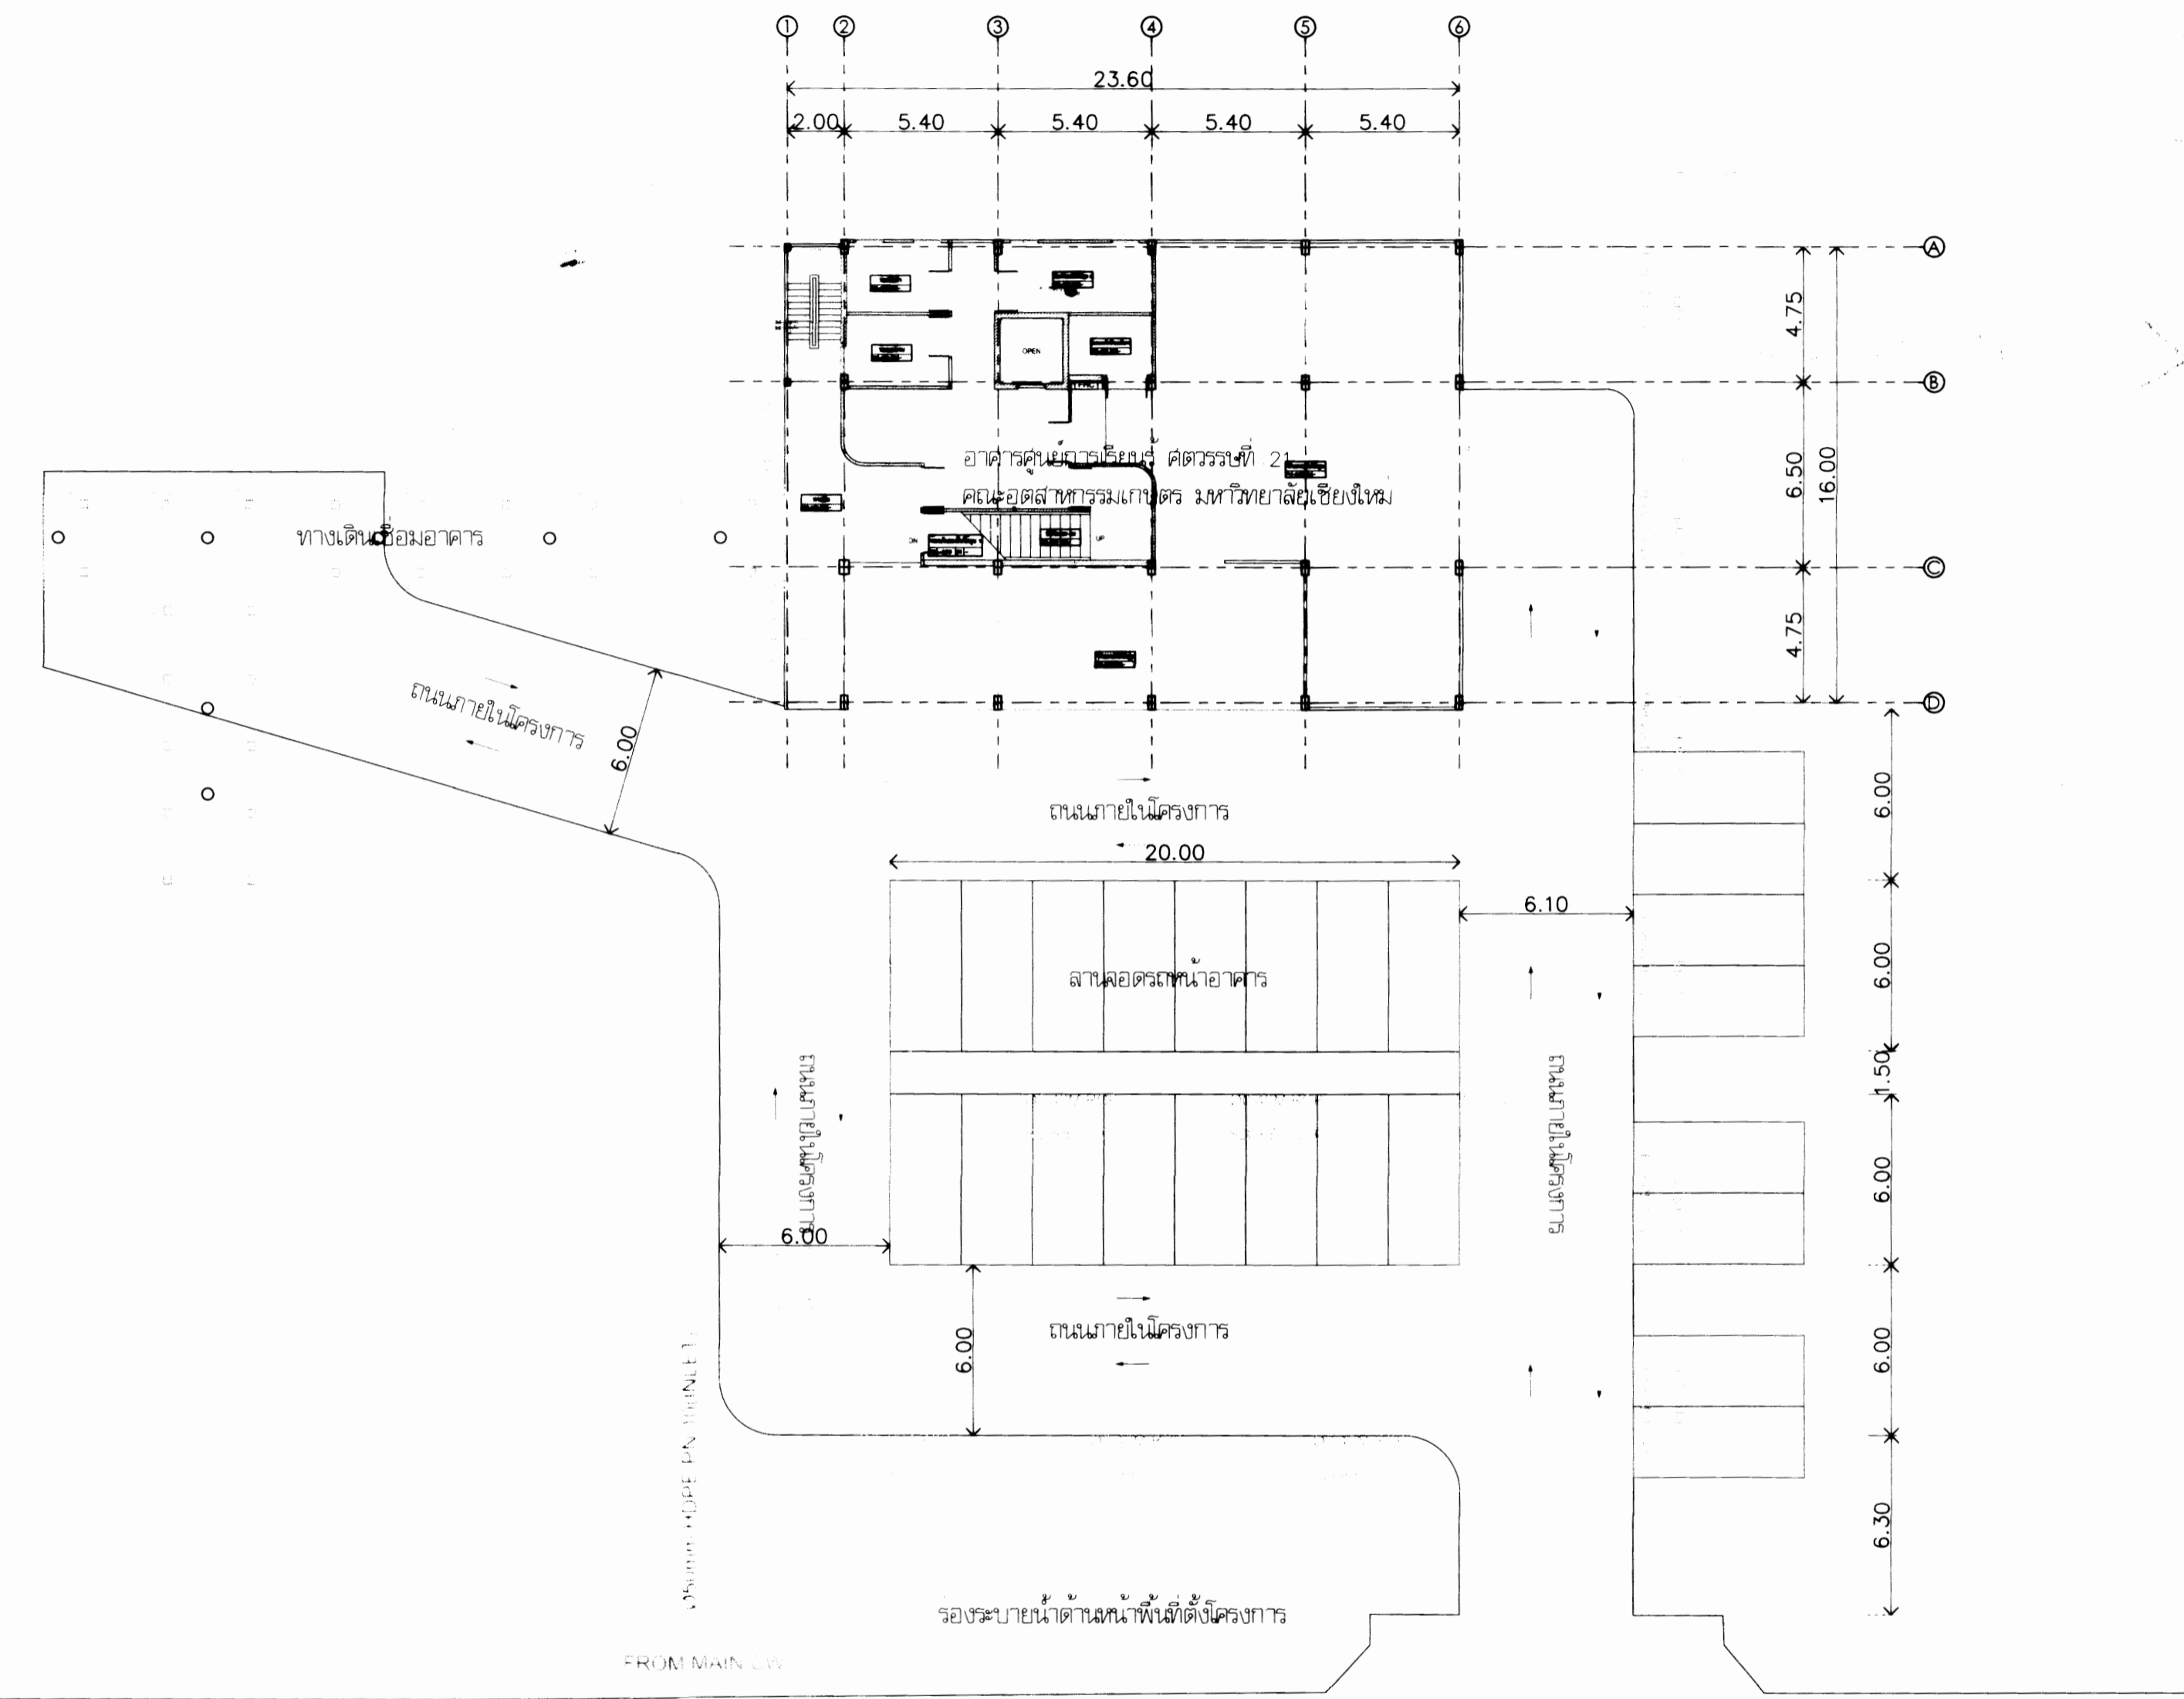 1 2 3 4 5 6
23.60
2.00 5.40 5.40 5.40 5.40
A
4.75
OPEN
B
อาคารศูนย์การเรียนรู้ ศตวรรษที่ 21
คณะอุตสาหกรรมเกษตร มหาวิทยาลัยเชียงใหม่
6.50
16.00
ทางเดินเชื่อมอาคาร
DN
UP
C
4.75
D
ถนนภายในโครงการ
6.00
ถนนภายในโครงการ
6.00
20.00
6.10
ลานจอดรถหน้าอาคาร
6.00
1.50
ถนนภายในโครงการ
ถนนภายในโครงการ
6.00
6.00
ถนนภายในโครงการ
6.00
6.00
6.30
ร่องระบายน้ำด้านหน้าพื้นที่ตั้งโครงการ
FROM MAIN